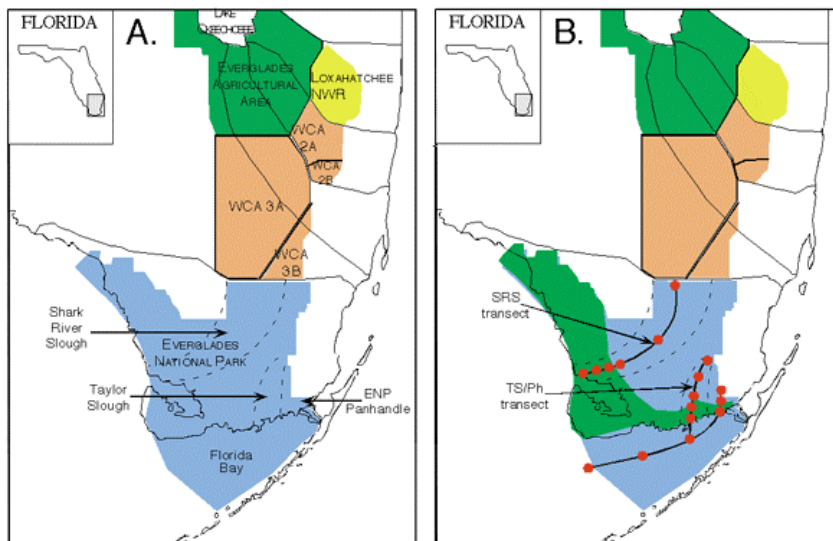 FLORIDA
A.
LAKE
OKEECHOBEE
EVERGLADES
AGRICULTURAL
AREA
LOXAHATCHEE
NWR
WCA
2A
WCA
2B
WCA 3A
WCA
3B
Shark
River
Slough
EVERGLADES
NATIONAL PARK
Taylor
Slough
ENP
Panhandle
Florida
Bay
FLORIDA
B.
SRS
transect
TS/Ph
transect